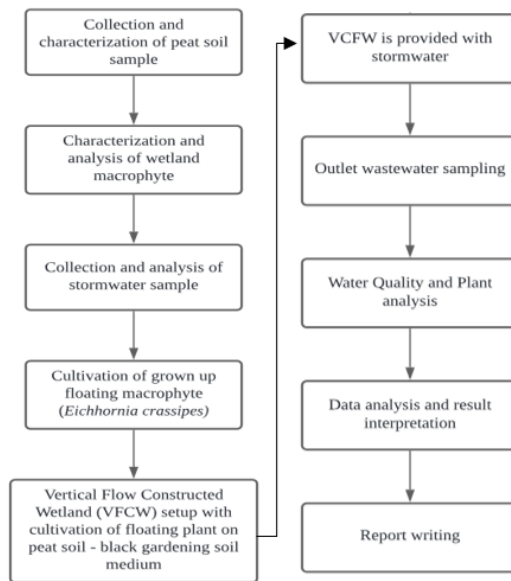 Collection and
characterization of peat soil
sample
Characterization and
analysis of wetland
macrophyte
Collection and analysis of
stormwater sample
Cultivation of grown up
floating macrophyte
(Eichhornia crassipes)
Vertical Flow Constructed
Wetland (VFCW) setup with
cultivation of floating plant on
peat soil - black gardening soil
medium
VCFW is provided with
stormwater
Outlet wastewater sampling
Water Quality and Plant
analysis
Data analysis and result
interpretation
Report writing